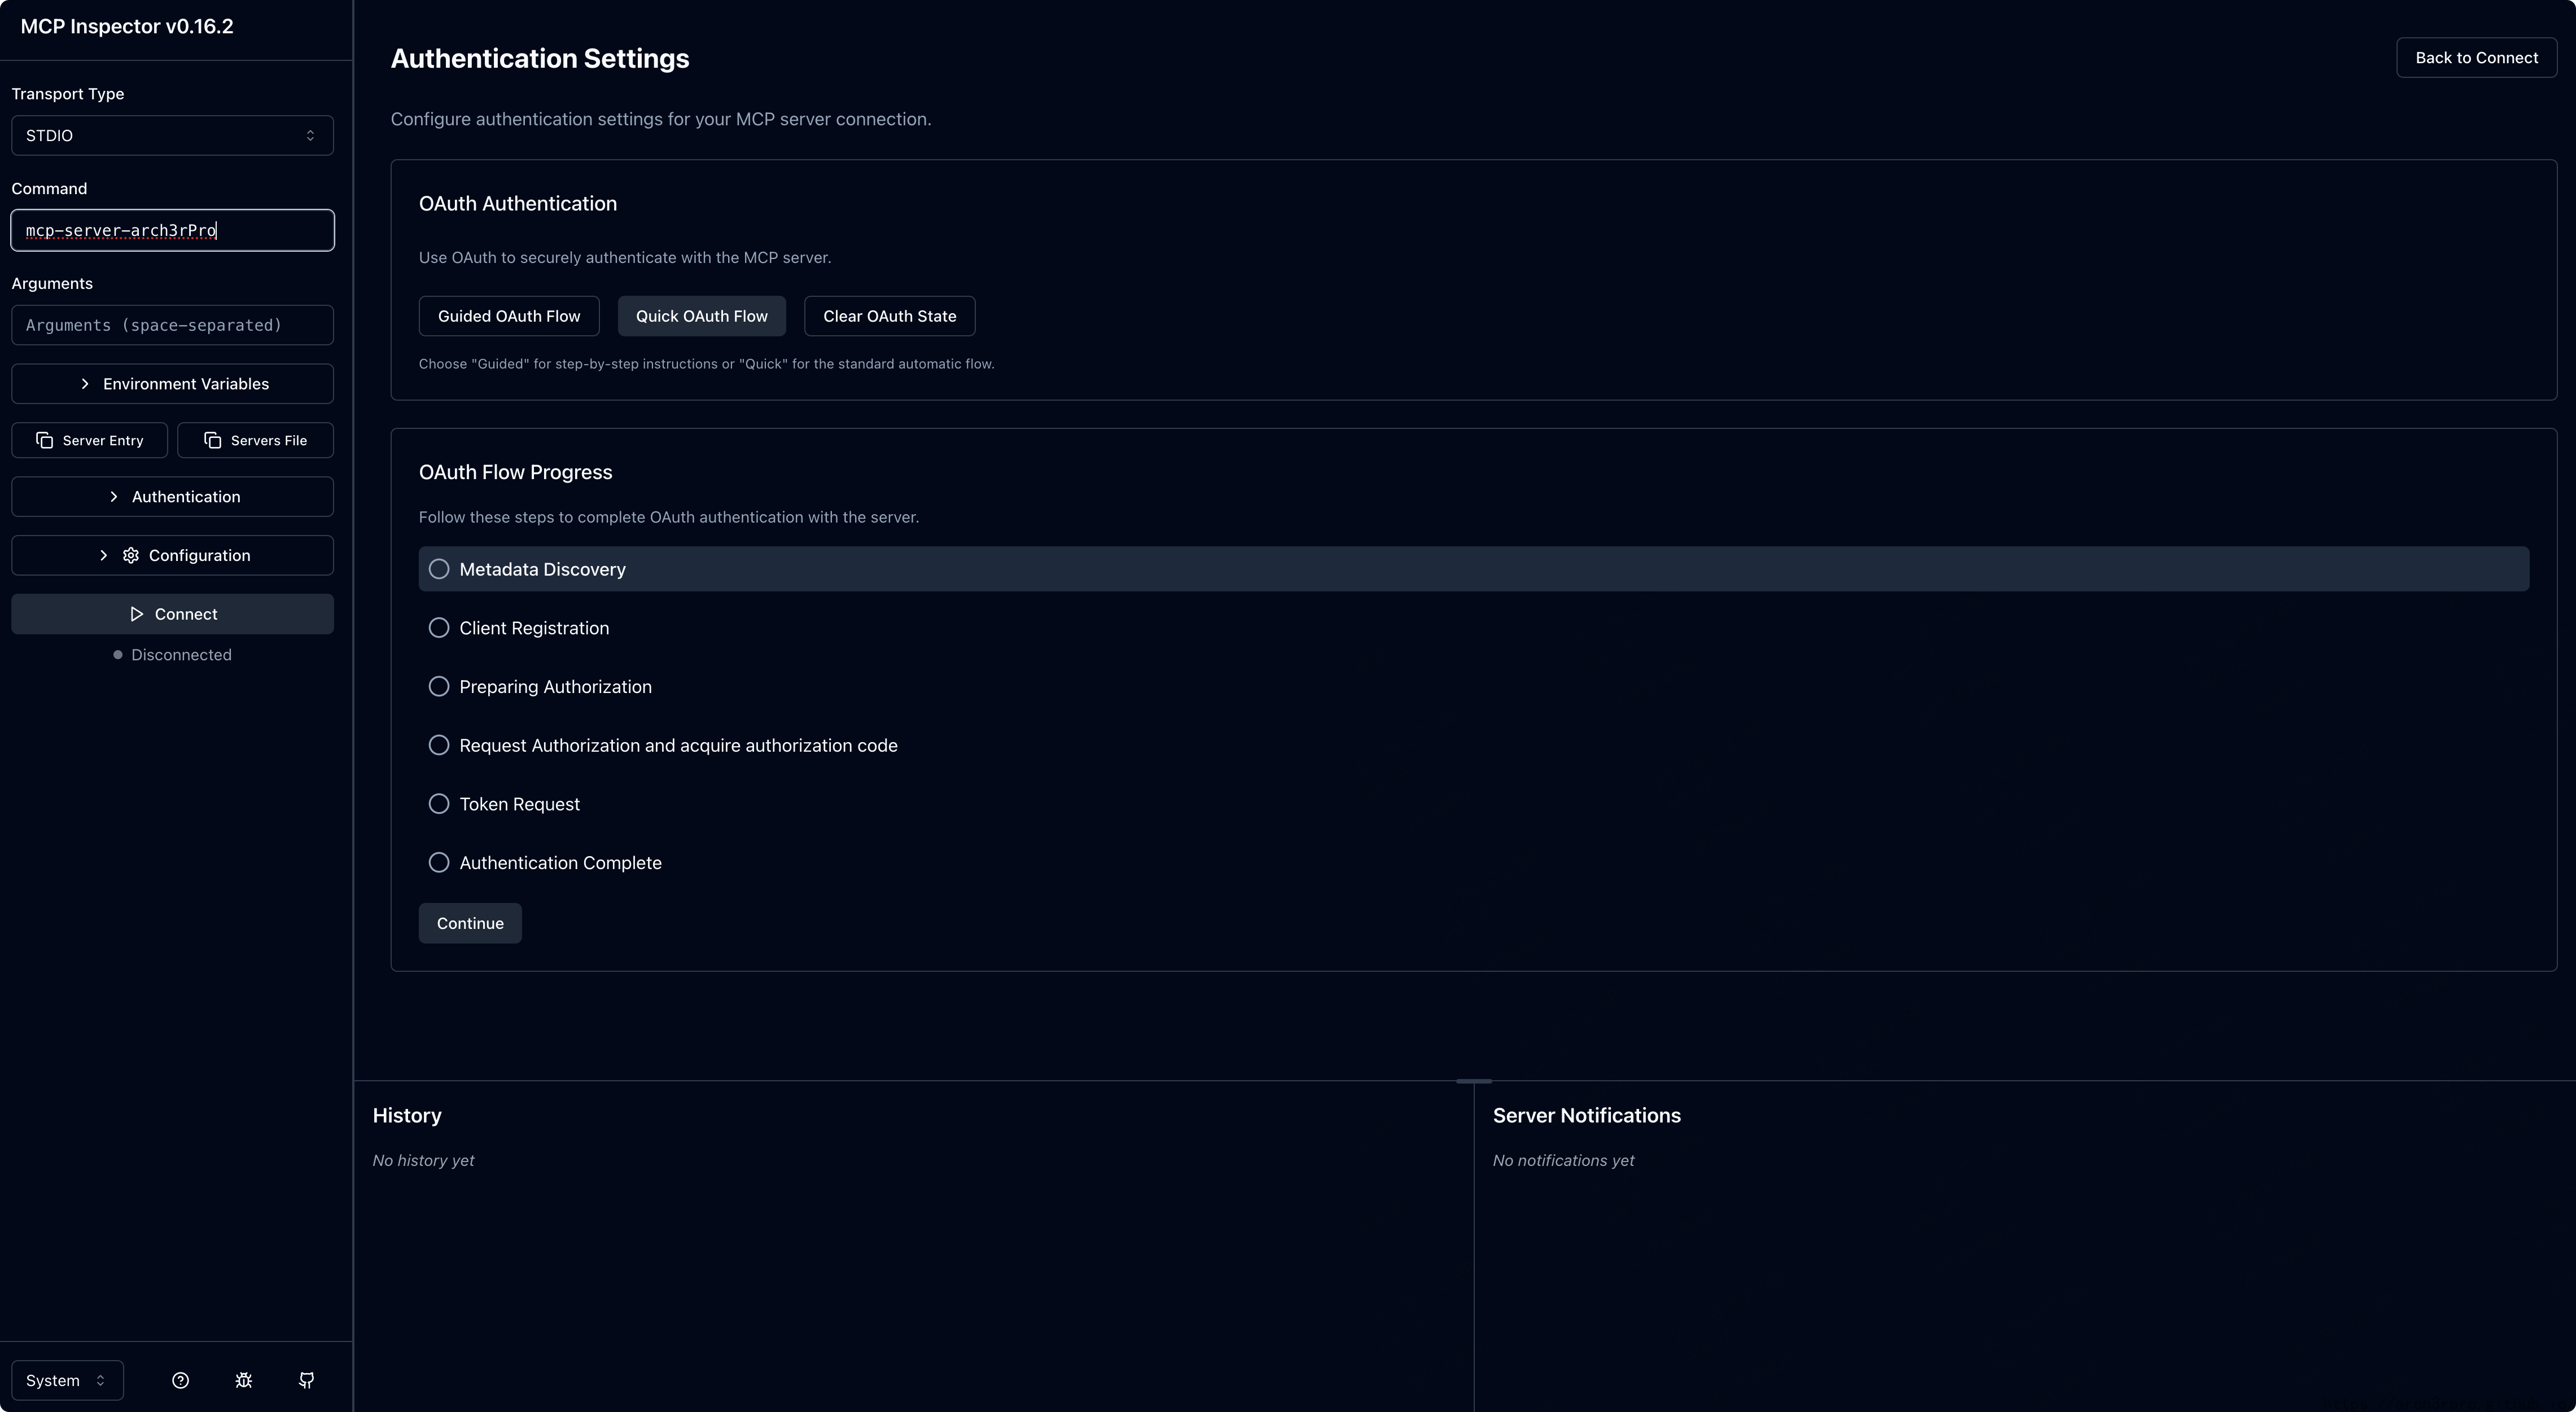 MCP Inspector v0.16.2
Transport Type
STDIO
Command
mcp-server-arch3rPro
Arguments
Arguments (space-separated)
Environment Variables
Server Entry
Servers File
Authentication
Configuration
Connect
Disconnected
System
Authentication Settings
Back to Connect
Configure authentication settings for your MCP server connection.
OAuth Authentication
Use OAuth to securely authenticate with the MCP server.
Guided OAuth Flow
Quick OAuth Flow
Clear OAuth State
Choose "Guided" for step-by-step instructions or "Quick" for the standard automatic flow.
OAuth Flow Progress
Follow these steps to complete OAuth authentication with the server.
Metadata Discovery
Client Registration
Preparing Authorization
Request Authorization and acquire authorization code
Token Request
Authentication Complete
Continue
History
No history yet
Server Notifications
No notifications yet